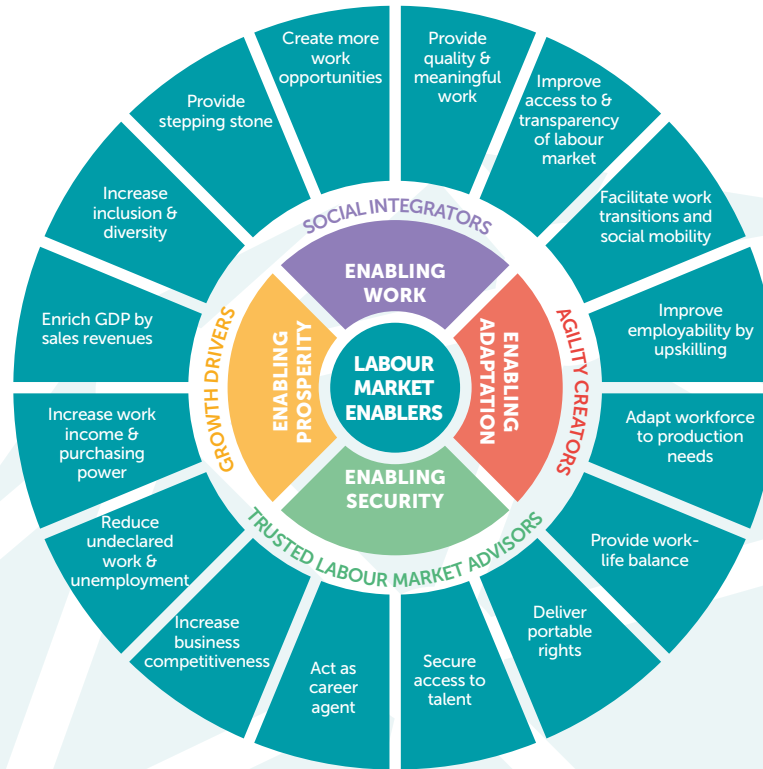 Create more
work
opportunities
Provide
quality &
meaningful
work
Improve
access to &
transparency
of labour
market
Facilitate work
transitions and
social mobility
Improve
employability by
upskilling
Adapt workforce
to production
needs
Provide work-
life balance
Deliver
portable
rights
Secure
access to
talent
Act as
career
agent
Increase
business
competitiveness
Reduce
undeclared
work &
unemployment
Increase work
income &
purchasing
power
Enrich GDP by
sales revenues
Increase
inclusion &
diversity
Provide
stepping stone
SOCIAL INTEGRATORS
AGILITY CREATORS
TRUSTED LABOUR MARKET ADVISORS
GROWTH DRIVERS
ENABLING
WORK
ENABLING
ADAPTATION
ENABLING
SECURITY
ENABLING
PROSPERITY
LABOUR
MARKET
ENABLERS